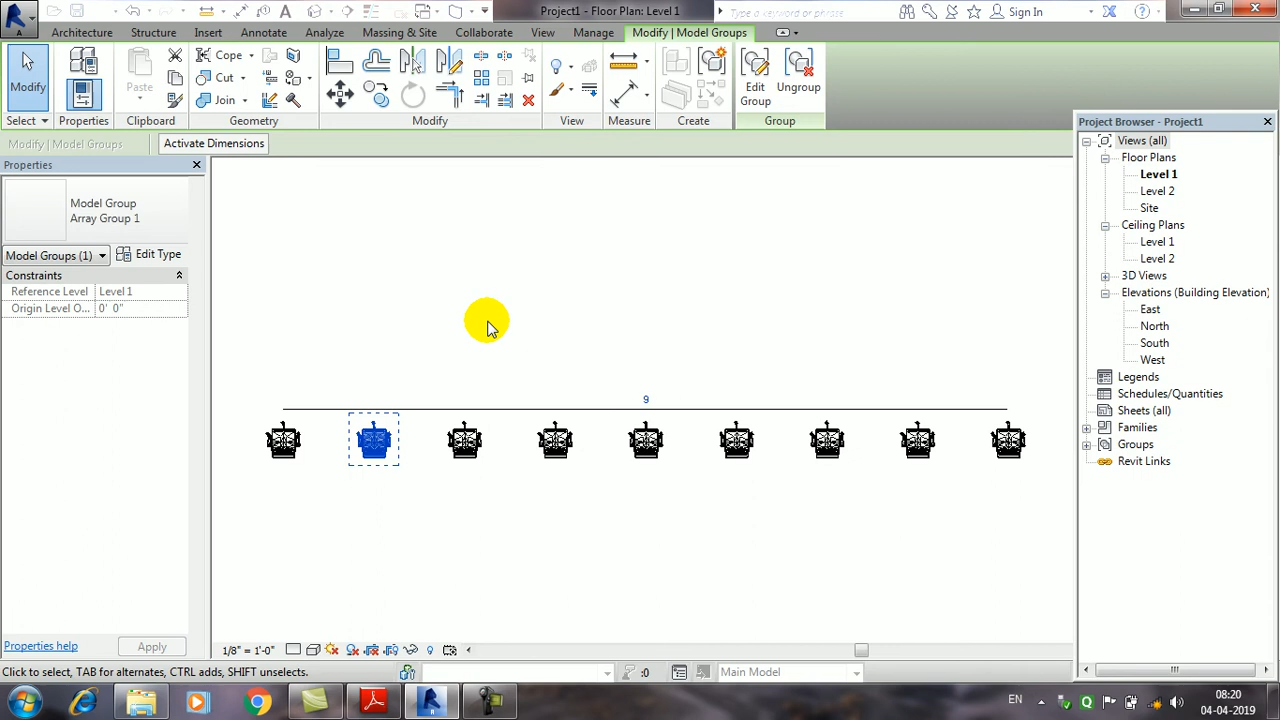 Project1 - Floor Plan: Level 1
Type a keyword or phrase
Sign In
Architecture Structure Insert Annotate Analyze Massing & Site Collaborate View Manage Modify | Model Groups
Modify
Select
Properties
Paste
Clipboard
Cope
Cut
Join
Geometry
Modify
View
Measure
Create
Edit Group
Ungroup
Group
Modify | Model Groups
Activate Dimensions
Properties
Model Group
Array Group 1
Model Groups (1)
Edit Type
Constraints
Reference Level Level 1
Origin Level O... 0' 0"
Properties help
Apply
9
1/8" = 1'-0"
Project Browser - Project1
Views (all)
Floor Plans
Level 1
Level 2
Site
Ceiling Plans
Level 1
Level 2
3D Views
Elevations (Building Elevation)
East
North
South
West
Legends
Schedules/Quantities
Sheets (all)
Families
Groups
Revit Links
Click to select, TAB for alternates, CTRL adds, SHIFT unselects.
:0
Main Model
EN
08:20
04-04-2019